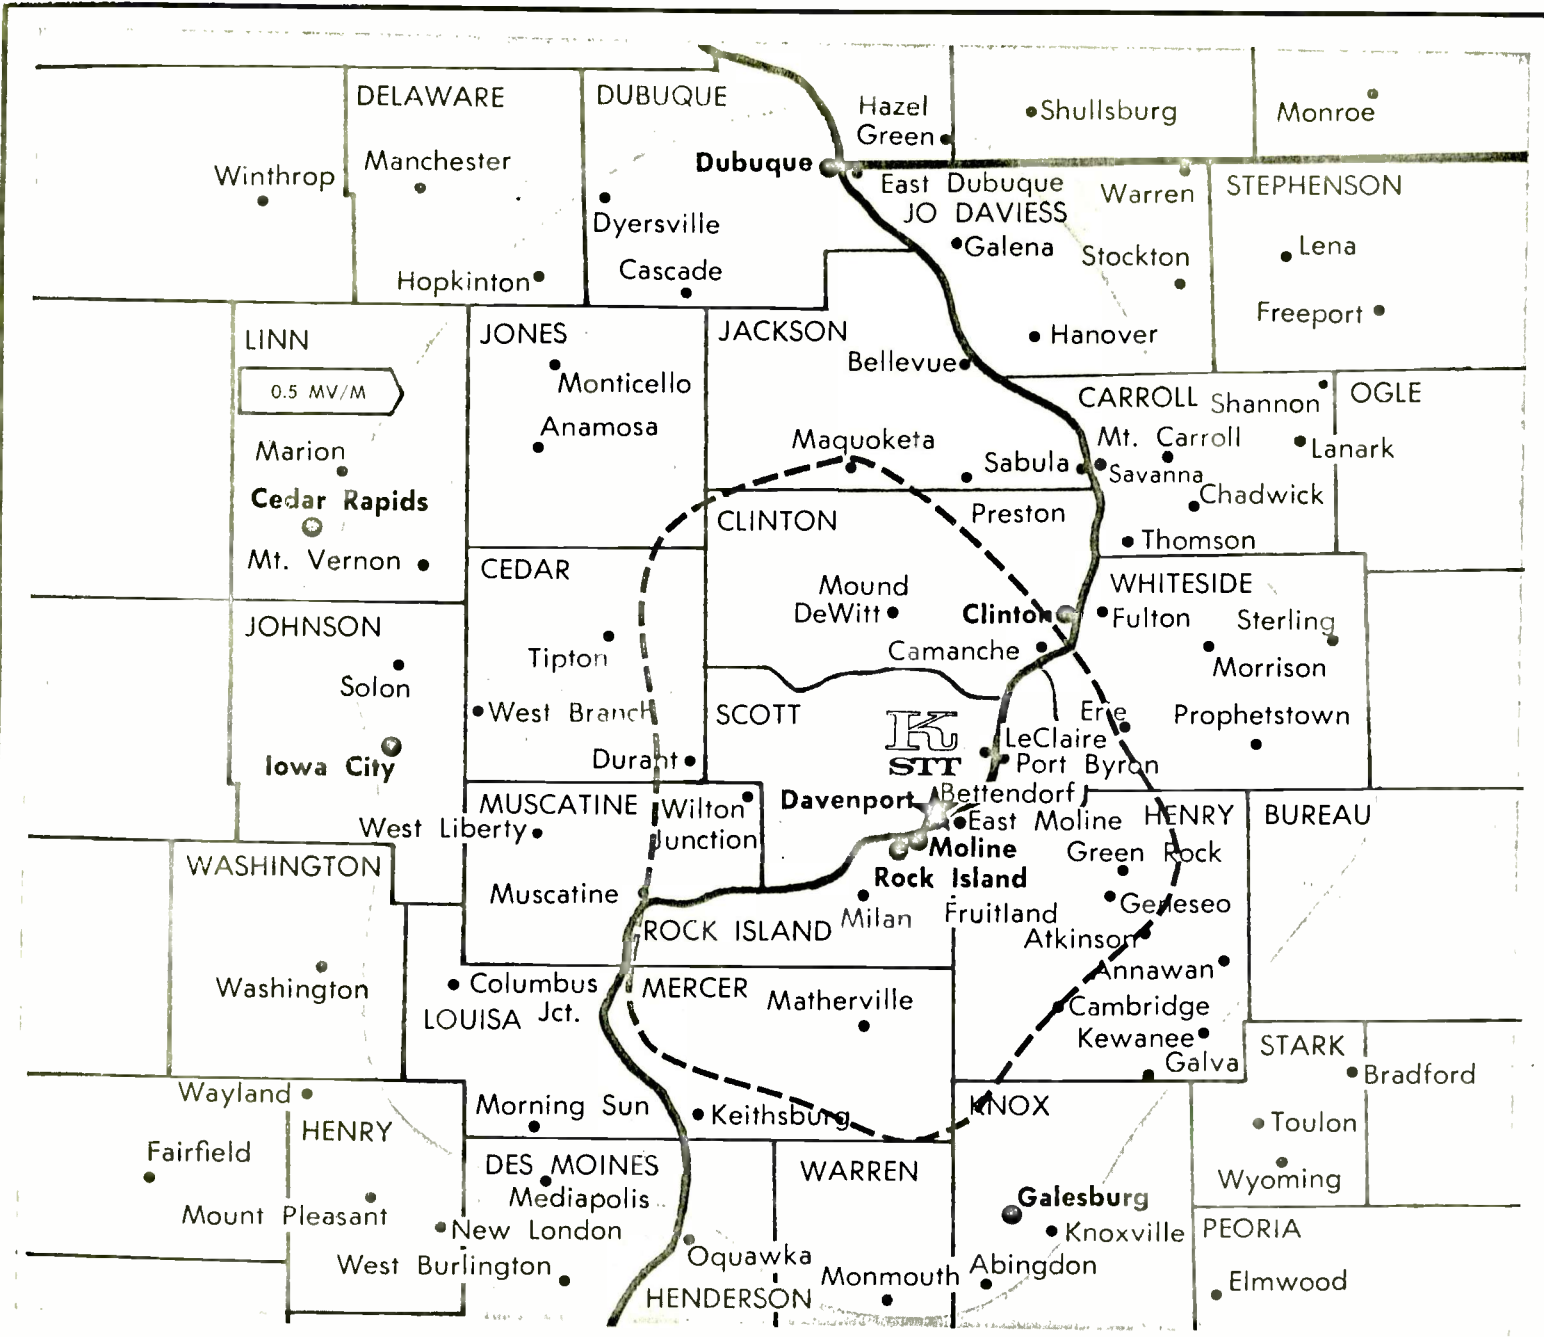 DELAWARE
DUBUQUE
Hazel
Green
Shullsburg
Monroe
Winthrop
Manchester
Dubuque
East Dubuque
Warren
STEPHENSON
JO DAVIESS
Dyersville
Galena
Stockton
Lena
Hopkinton
Cascade
Freeport
LINN
JONES
JACKSON
Hanover
Bellevue
0.5 MV/M
Monticello
CARROLL
Shannon
OGLE
Anamosa
Maquoketa
Mt. Carroll
Lanark
Marion
Sabula
Savanna
Cedar Rapids
Chadwick
CLINTON
Preston
Mt. Vernon
Thomson
CEDAR
Mound
WHITESIDE
DeWitt
Clinton
Fulton
Sterling
JOHNSON
Tipton
Camanche
Morrison
Solon
West Branch
SCOTT
K
STT
Erie
Prophetstown
LeClaire
Iowa City
Durant
Port Byron
MUSCATINE
Wilton
Junction
Davenport
Bettendorf
West Liberty
East Moline
HENRY
BUREAU
Moline
Green Rock
WASHINGTON
Rock Island
Muscatine
Milan
Fruitland
Geneseo
ROCK ISLAND
Atkinson
Annawan
Washington
Columbus
Jct.
LOUISA
MERCER
Matherville
Cambridge
Kewanee
STARK
Galva
Bradford
Wayland
Morning Sun
Keithsburg
KNOX
HENRY
Toulon
Fairfield
DES MOINES
Mediapolis
WARREN
Wyoming
Mount Pleasant
Galesburg
New London
Knoxville
PEORIA
West Burlington
Oquawka
Monmouth
Abingdon
Elmwood
HENDERSON